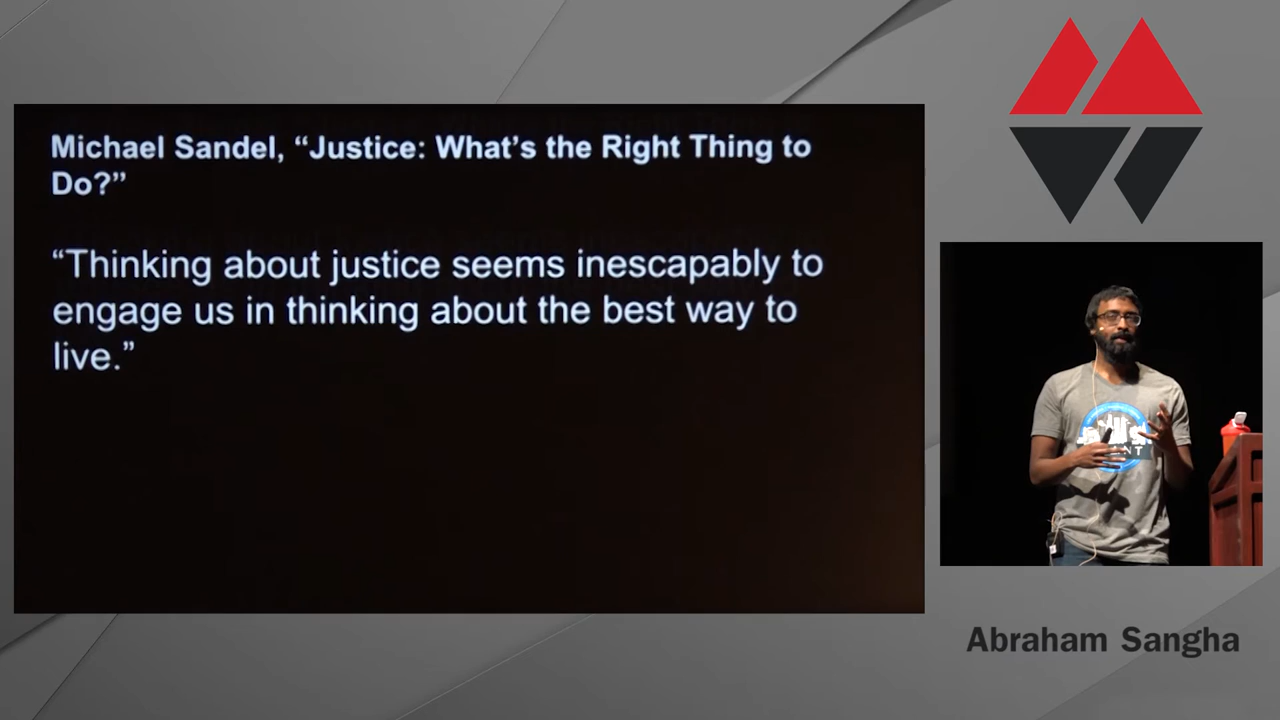 Michael Sandel, “Justice: What’s the Right Thing to
Do?”
“Thinking about justice seems inescapably to
engage us in thinking about the best way to
live.”
Abraham Sangha